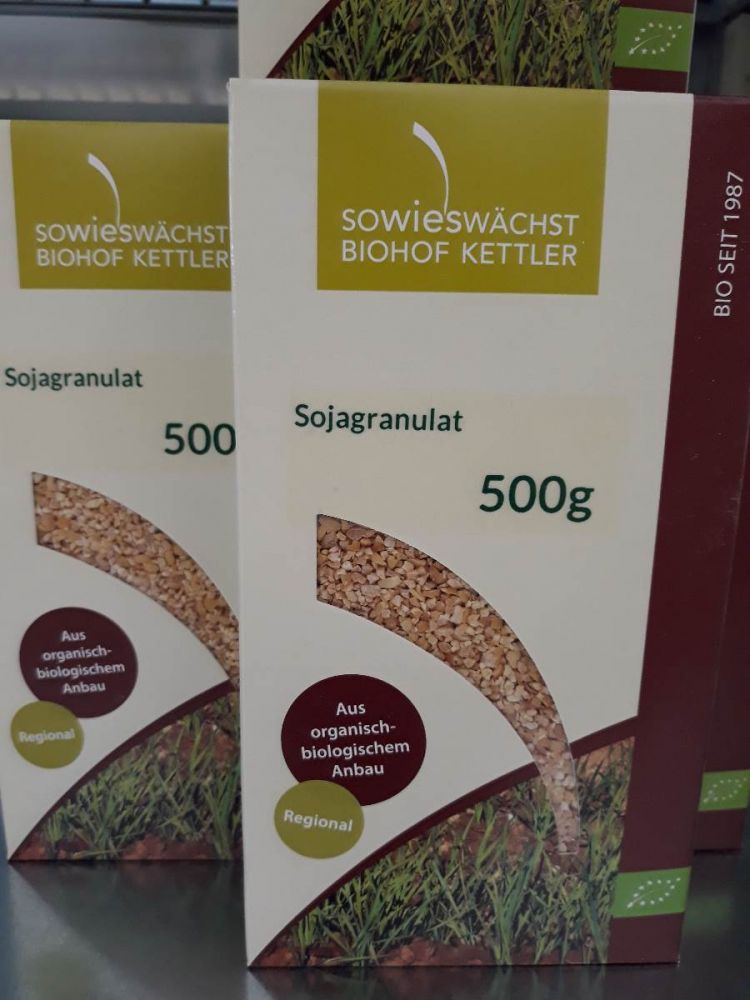 SOWieSWÄCHST
BIOHOF KETTLER
Sojagranulat
500
Aus
organisch-
biologischem
Anbau
Regional
SOWieSWÄCHST
BIOHOF KETTLER
BIO SEIT 1987
Sojagranulat
500g
Aus
organisch-
biologischem
Anbau
Regional